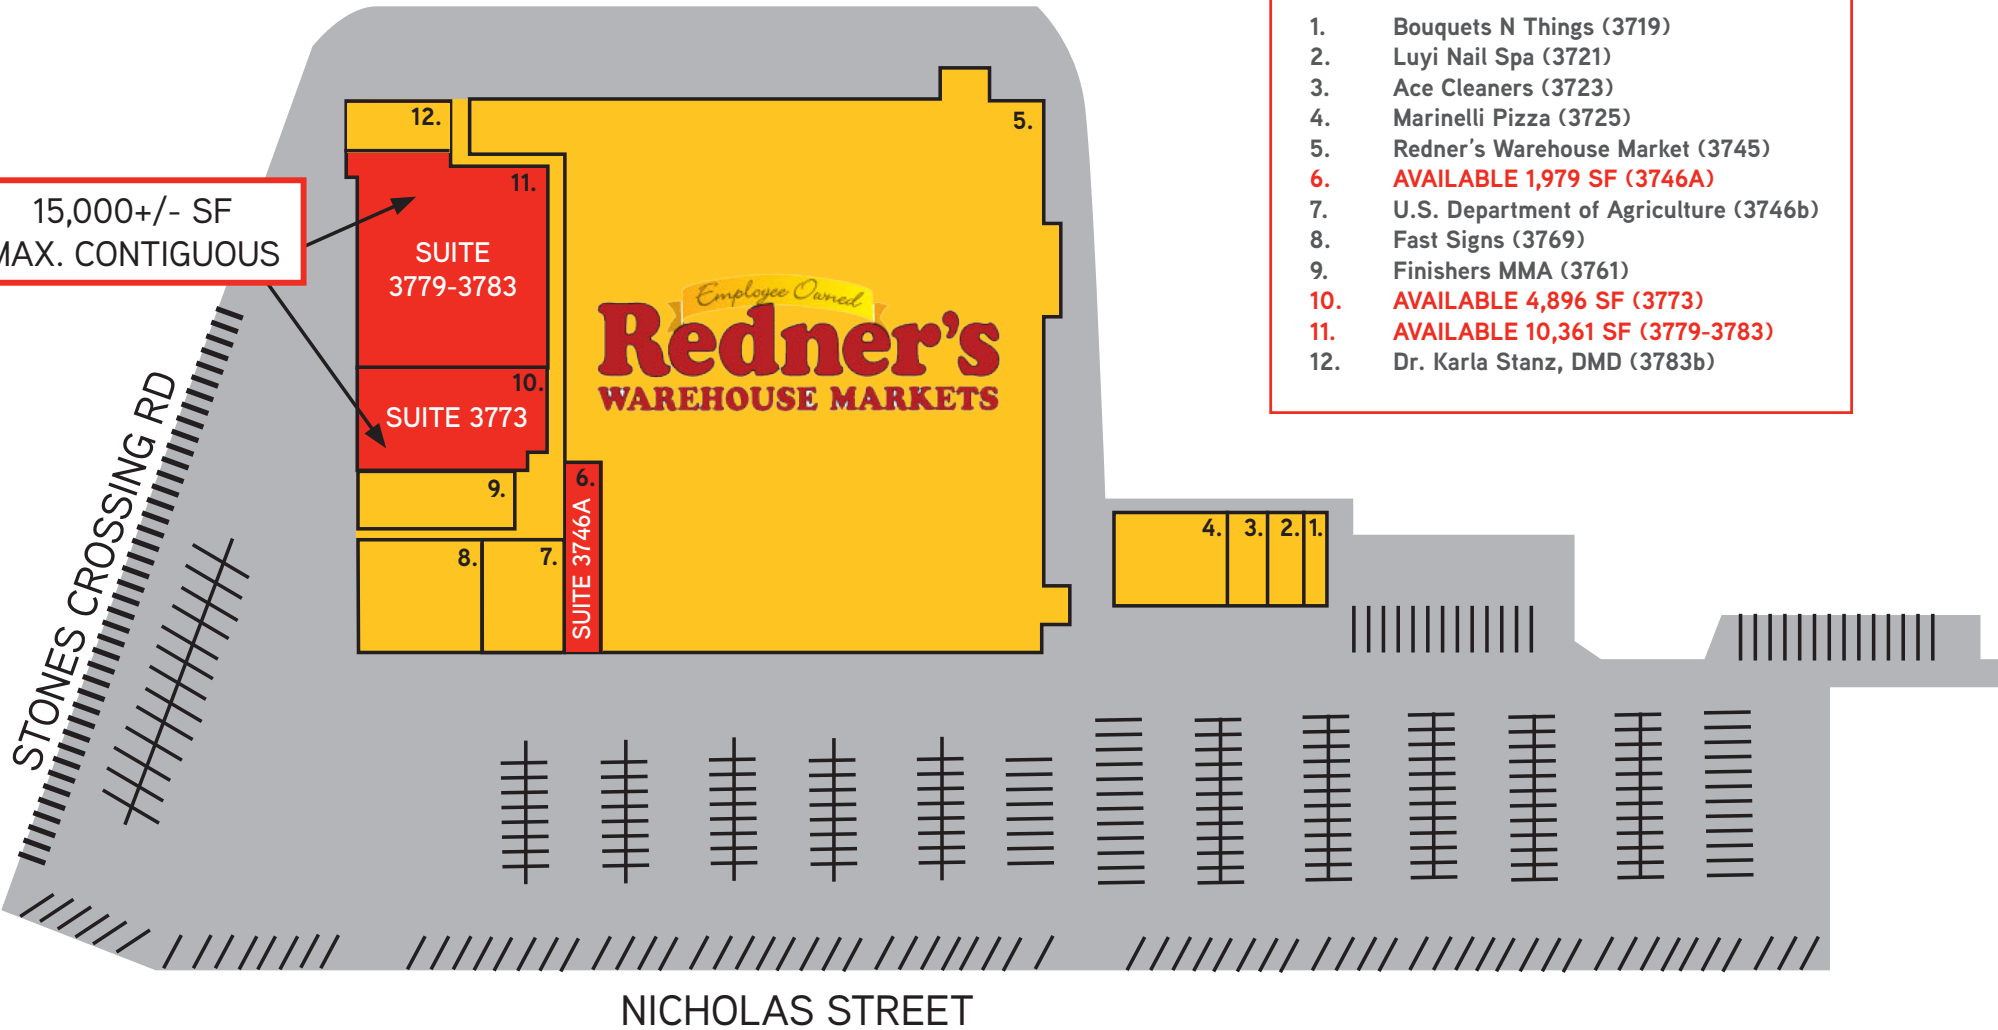 1. Bouquets N Things (3719)
2. Luyi Nail Spa (3721)
3. Ace Cleaners (3723)
4. Marinelli Pizza (3725)
5. Redner's Warehouse Market (3745)
6. AVAILABLE 1,979 SF (3746A)
7. U.S. Department of Agriculture (3746b)
8. Fast Signs (3769)
9. Finishers MMA (3761)
10. AVAILABLE 4,896 SF (3773)
11. AVAILABLE 10,361 SF (3779-3783)
12. Dr. Karla Stanz, DMD (3783b)
12.
5.
11.
15,000+/- SF
MAX. CONTIGUOUS
SUITE
3779-3783
Employee Owned
Redner's
WAREHOUSE MARKETS
10.
SUITE 3773
9.
6.
SUITE 3746A
8.
7.
4.
3.
2.
1.
STONES CROSSING RD
NICHOLAS STREET